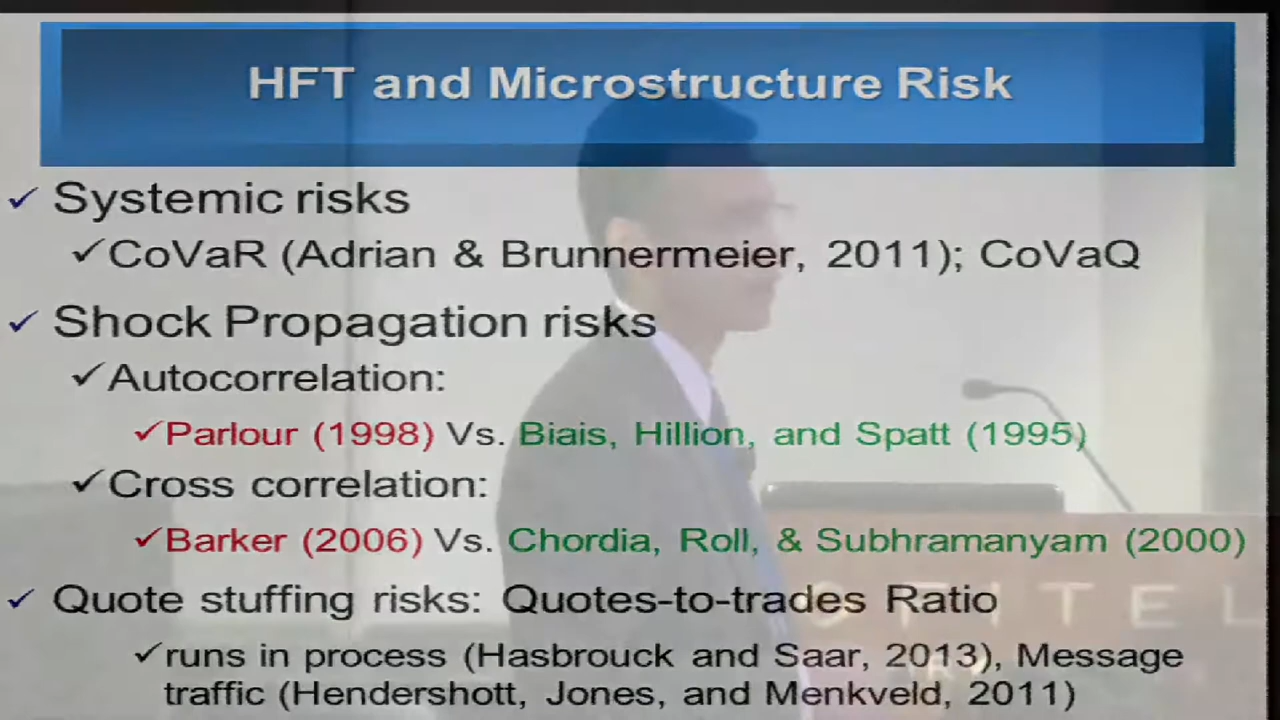 HFT and Microstructure Risk
✓ Systemic risks
✓CoVaR (Adrian & Brunnermeier, 2011); CoVaQ
✓ Shock Propagation risks
✓Autocorrelation:
✓Parlour (1998) Vs. Biais, Hillion, and Spatt (1995)
✓Cross correlation:
✓Barker (2006) Vs. Chordia, Roll, & Subhramanyam (2000)
✓ Quote stuffing risks: Quotes-to-trades Ratio
✓runs in process (Hasbrouck and Saar, 2013), Message
traffic (Hendershott, Jones, and Menkveld, 2011)